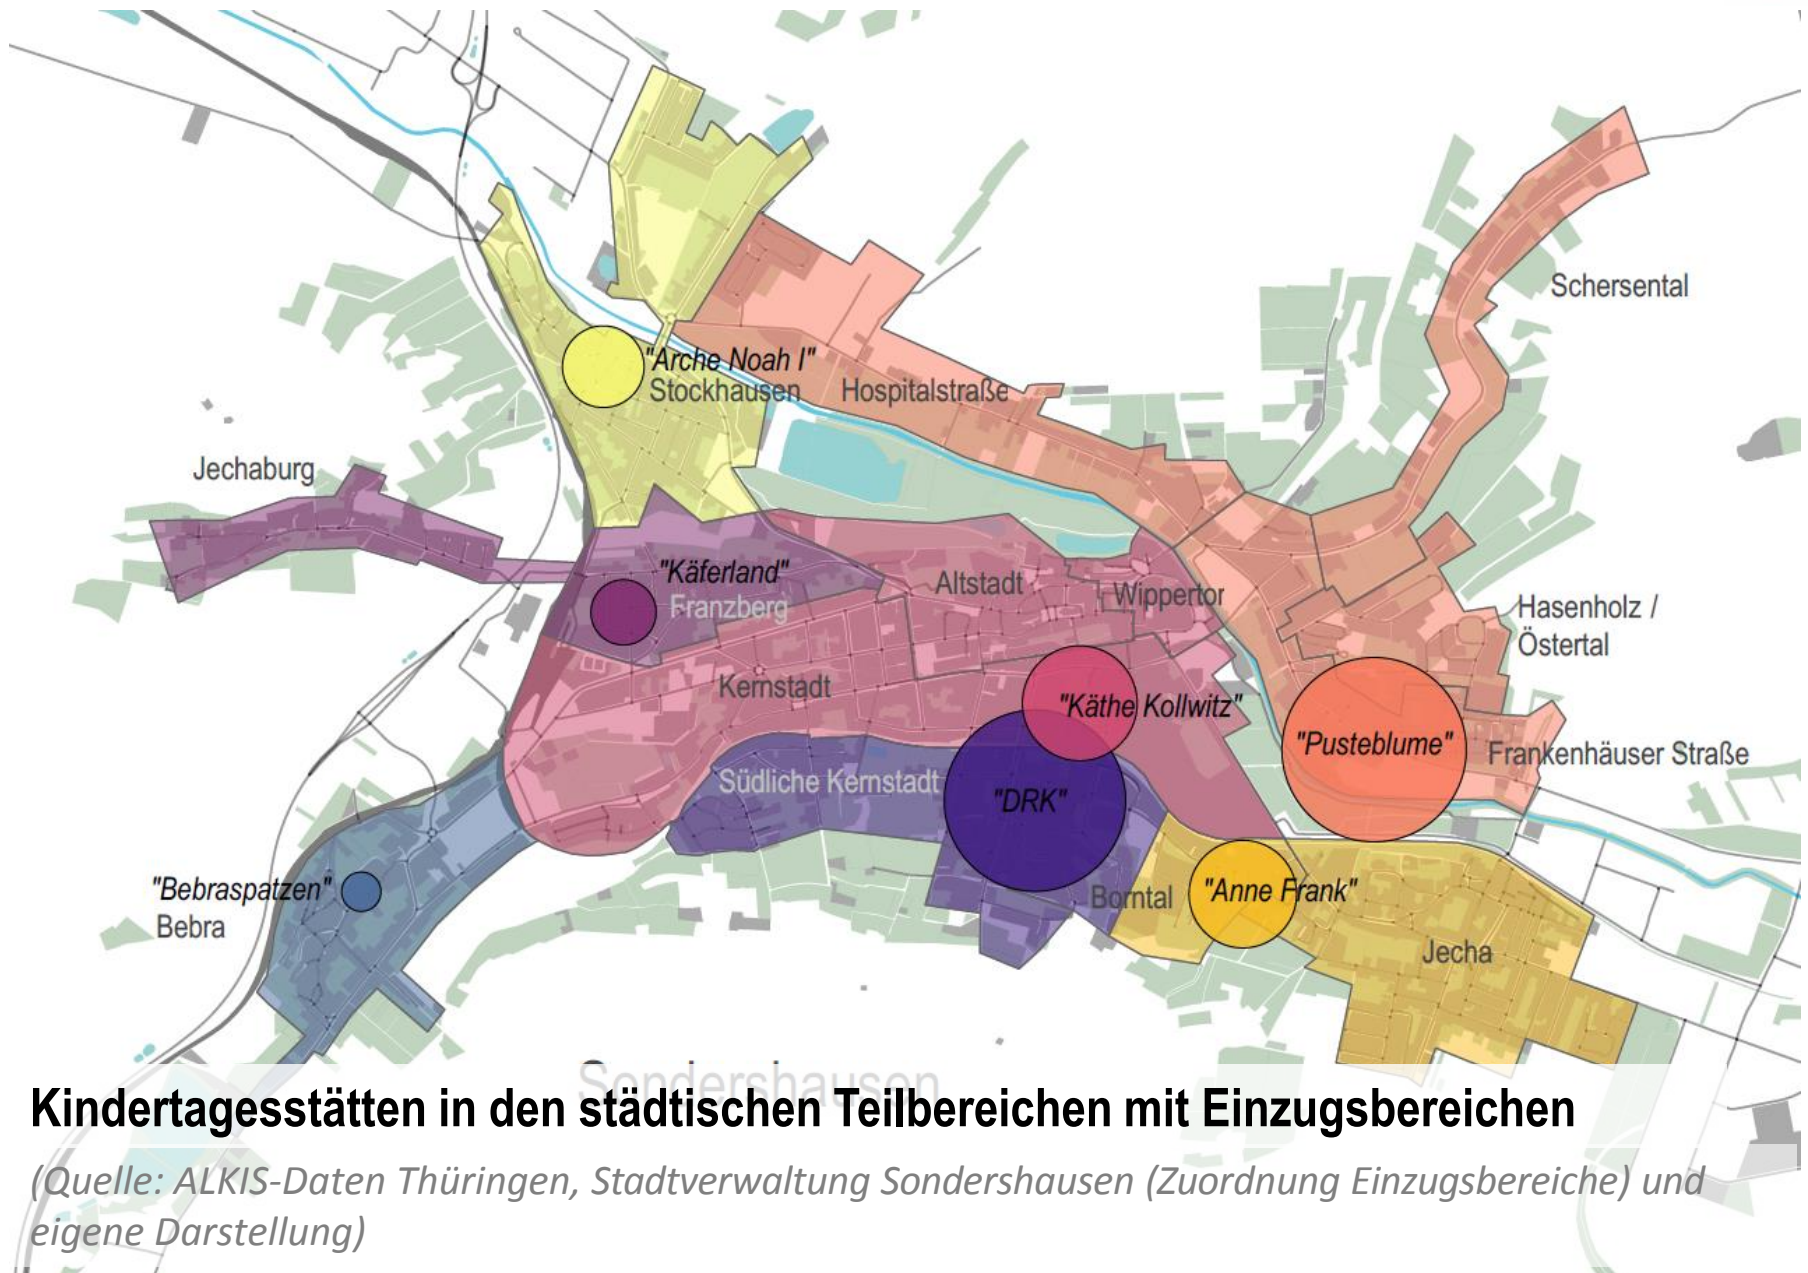 Schersental
"Arche Noah I"
Stockhausen
Hospitalstraße
Jechaburg
"Käferland"
Franzberg
Altstadt
Wippertor
Hasenholz /
Östertal
Kernstadt
"Käthe Kollwitz"
"Pusteblume"
Frankenhäuser Straße
Südliche Kernstadt
"DRK"
"Bebraspatzen"
Bebra
Borntal
"Anne Frank"
Jecha
Sondershausen
Kindertagesstätten in den städtischen Teilbereichen mit Einzugsbereichen
(Quelle: ALKIS-Daten Thüringen, Stadtverwaltung Sondershausen (Zuordnung Einzugsbereiche) und
eigene Darstellung)